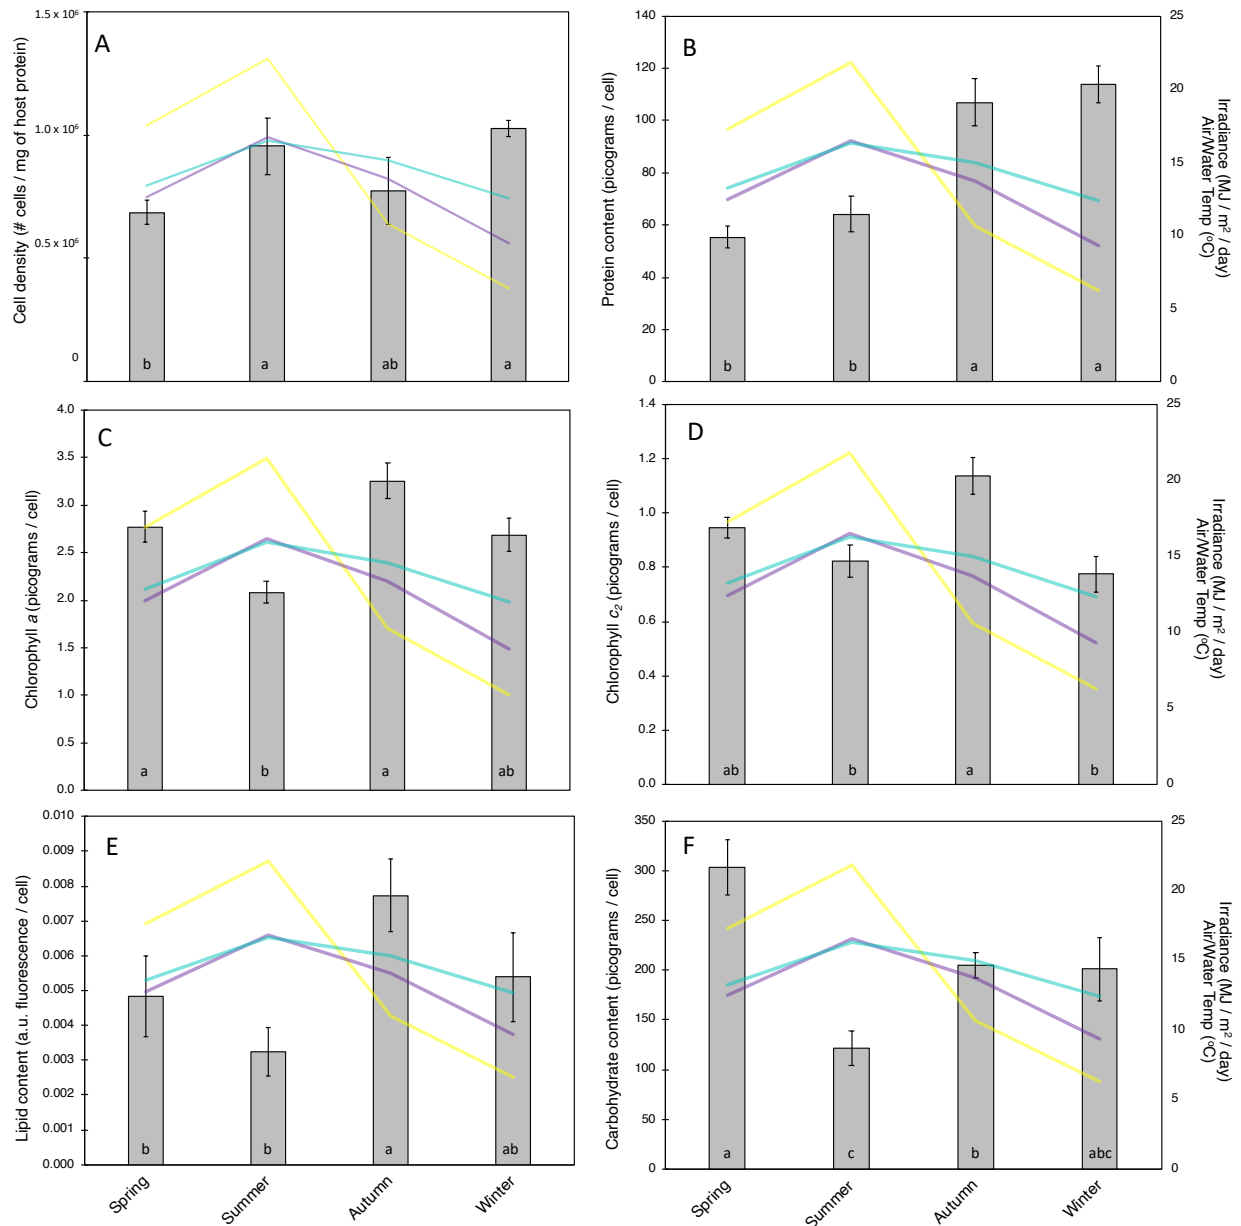 A
Cell density (# cells / mg of host protein)
1.5 x 10⁶
1.0 x 10⁶
0.5 x 10⁶
0
b
a
ab
a
B
Protein content (picograms / cell)
140
120
100
80
60
40
20
0
b
b
a
a
25
20
15
10
5
0
Irradiance (MJ / m² / day)
Air/Water Temp (ºC)
C
Chlorophyll a (picograms / cell)
4.0
3.5
3.0
2.5
2.0
1.5
1.0
0.5
0.0
a
b
a
ab
D
Chlorophyll c₂ (picograms / cell)
1.4
1.2
1.0
0.8
0.6
0.4
0.2
0.0
ab
b
a
b
25
20
15
10
5
0
Irradiance (MJ / m² / day)
Air/Water Temp (ºC)
E
Lipid content (a.u. fluorescence / cell)
0.010
0.009
0.008
0.007
0.006
0.005
0.004
0.003
0.002
0.001
0.000
b
b
a
ab
Spring
Summer
Autumn
Winter
F
Carbohydrate content (picograms / cell)
350
300
250
200
150
100
50
0
a
c
b
abc
25
20
15
10
5
0
Irradiance (MJ / m² / day)
Air/Water Temp (ºC)
Spring
Summer
Autumn
Winter